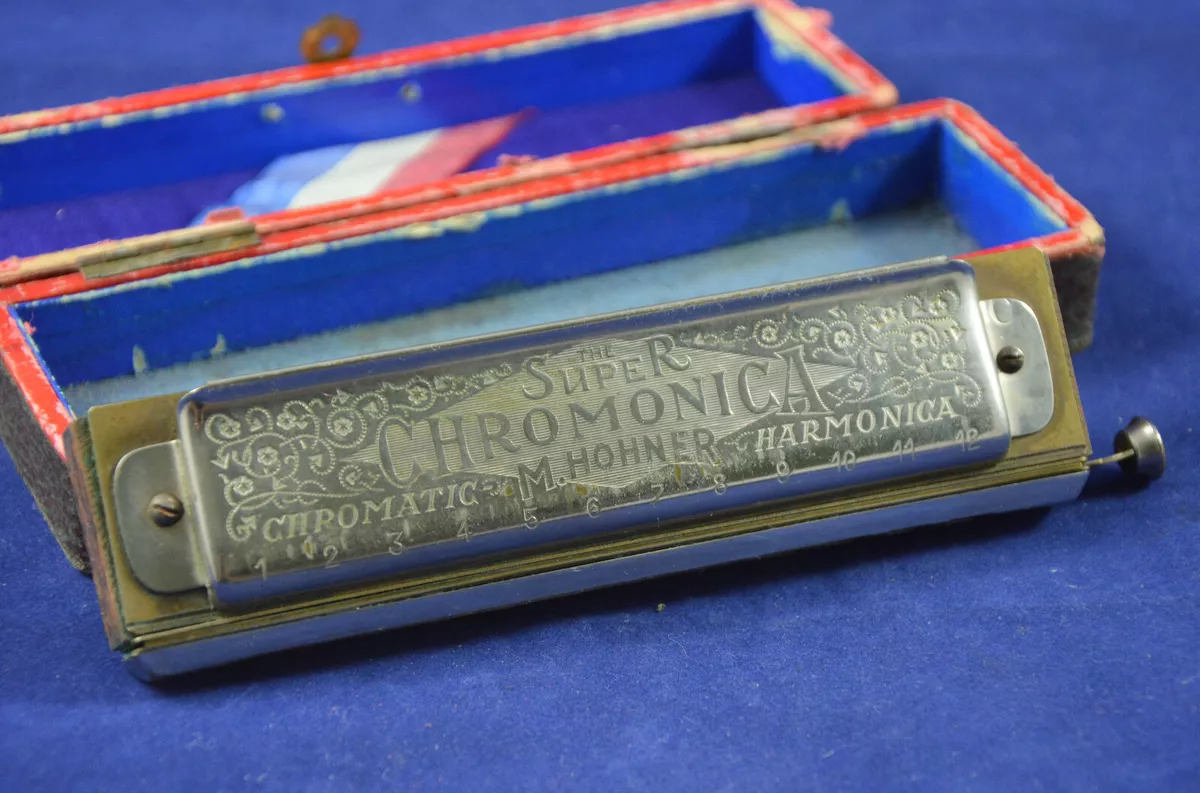 THE
SUPER
CHROMONICA
CHROMATIC M. HOHNER HARMONICA
1 2 3 4 5 6 7 8 9 10 11 12
C